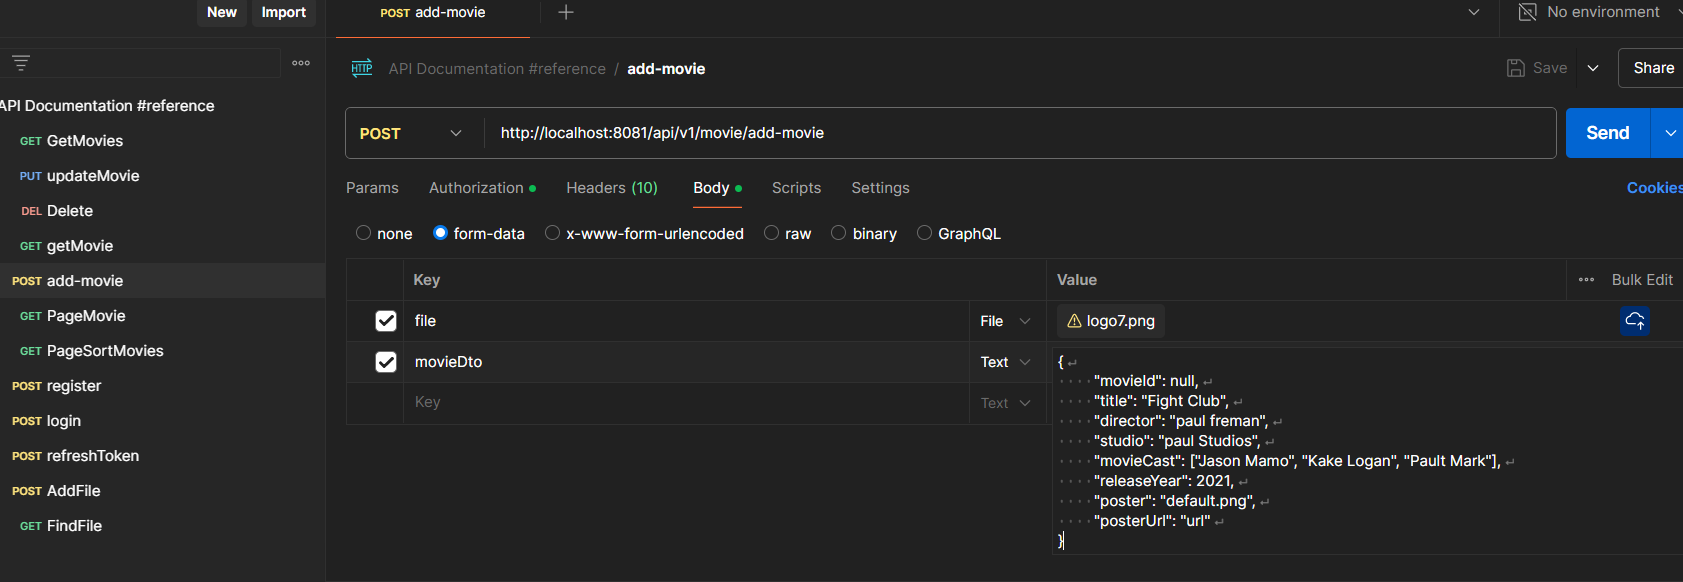 New Import
POST add-movie
No environment
HTTP API Documentation #reference / add-movie
Save
Share
API Documentation #reference
GET GetMovies
PUT updateMovie
DEL Delete
GET getMovie
POST add-movie
GET PageMovie
GET PageSortMovies
POST register
POST login
POST refreshToken
POST AddFile
GET FindFile
POST http://localhost:8081/api/v1/movie/add-movie
Send
Params Authorization Headers (10) Body Scripts Settings
Cookies
none form-data x-www-form-urlencoded raw binary GraphQL
Key Value Bulk Edit
file File logo7.png
movieDto Text
Key Text
{
"movieId": null,
"title": "Fight Club",
"director": "paul freman",
"studio": "paul Studios",
"movieCast": ["Jason Mamo", "Kake Logan", "Pault Mark"],
"releaseYear": 2021,
"poster": "default.png",
"posterUrl": "url"
}